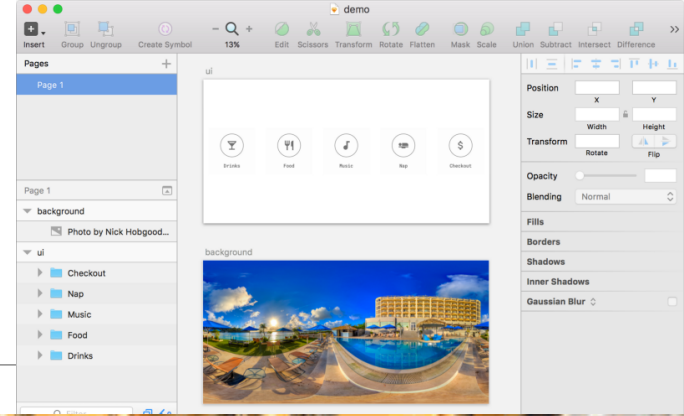 demo
Insert Group Ungroup Create Symbol 13% Edit Scissors Transform Rotate Flatten Mask Scale Union Subtract Intersect Difference
Pages
Page 1
Page 1
background
Photo by Nick Hobgood...
ui
Checkout
Nap
Music
Food
Drinks
Filter
ui
Drinks Food Music Nap Checkout
background
Position
X Y
Size
Width Height
Transform
Rotate Flip
Opacity
Blending Normal
Fills
Borders
Shadows
Inner Shadows
Gaussian Blur